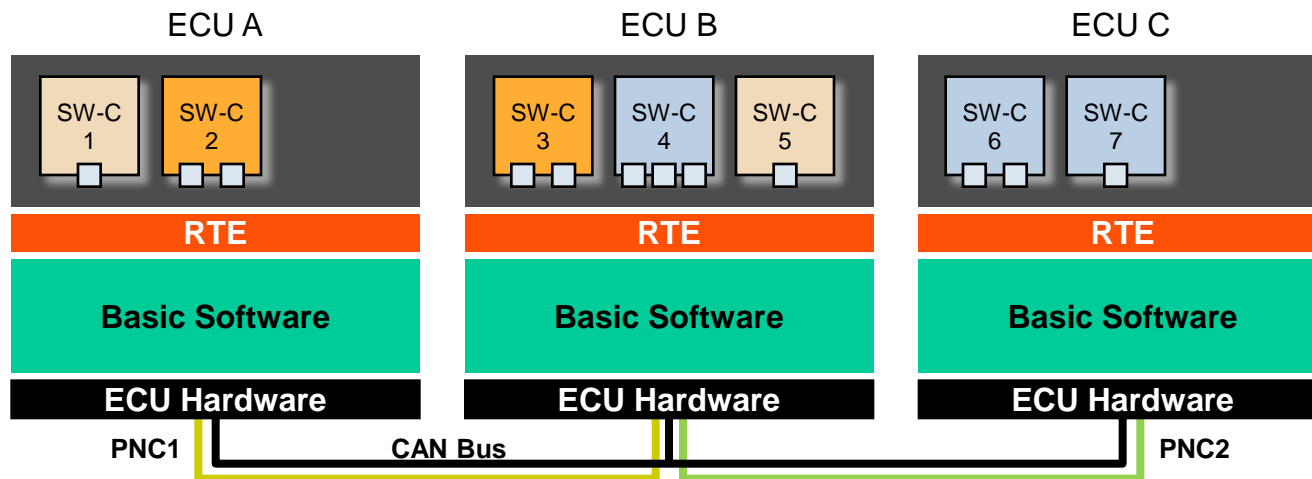 ECU A
ECU B
ECU C
SW-C
1
SW-C
2
SW-C
3
SW-C
4
SW-C
5
SW-C
6
SW-C
7
RTE
RTE
RTE
Basic Software
Basic Software
Basic Software
ECU Hardware
ECU Hardware
ECU Hardware
PNC1
CAN Bus
PNC2